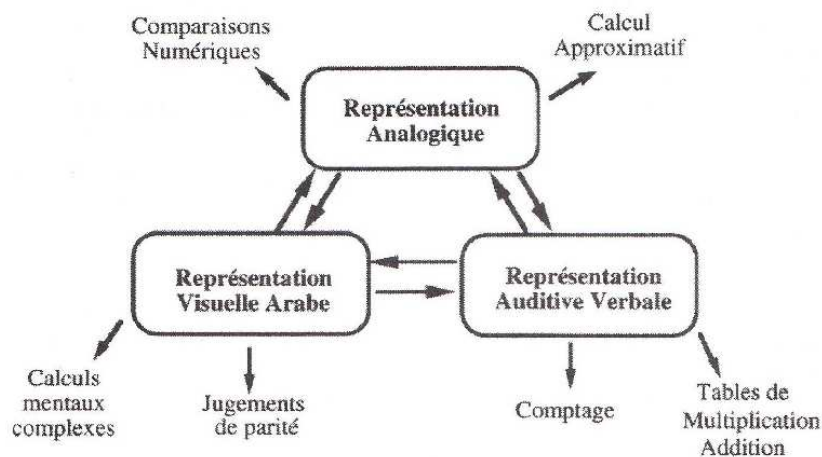 Comparaisons
Numériques
Calcul
Approximatif
Représentation
Analogique
Représentation
Visuelle Arabe
Représentation
Auditive Verbale
Calculs
mentaux
complexes
Jugements
de parité
Comptage
Tables de
Multiplication
Addition